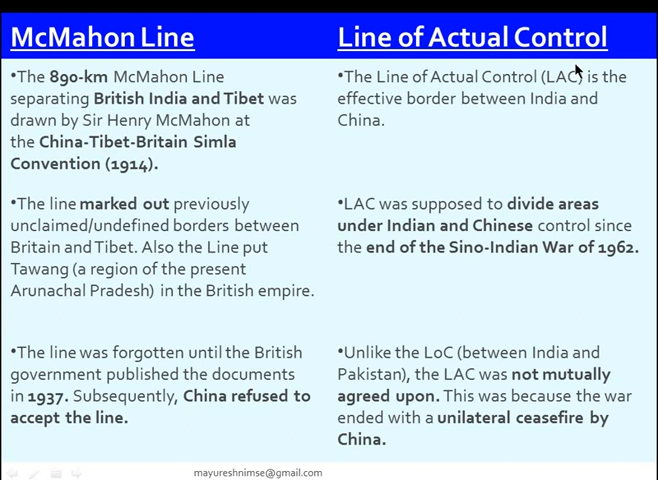 McMahon Line
•The 890-km McMahon Line
separating British India and Tibet was
drawn by Sir Henry McMahon at
the China-Tibet-Britain Simla
Convention (1914).
•The line marked out previously
unclaimed/undefined borders between
Britain and Tibet. Also the Line put
Tawang (a region of the present
Arunachal Pradesh) in the British empire.
•The line was forgotten until the British
government published the documents
in 1937. Subsequently, China refused to
accept the line.
Line of Actual Control
•The Line of Actual Control (LAC) is the
effective border between India and
China.
•LAC was supposed to divide areas
under Indian and Chinese control since
the end of the Sino-Indian War of 1962.
•Unlike the LoC (between India and
Pakistan), the LAC was not mutually
agreed upon. This was because the war
ended with a unilateral ceasefire by
China.
mayureshnimse@gmail.com